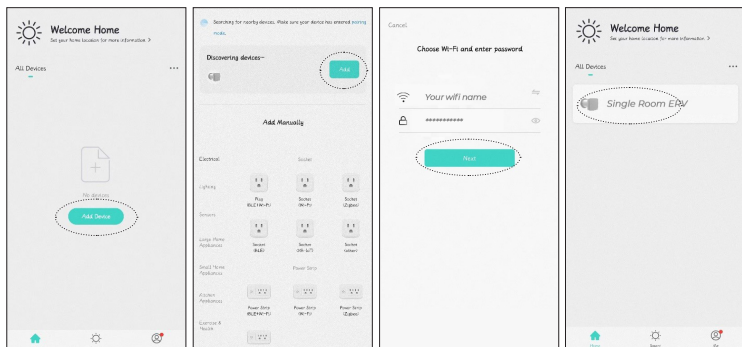 Welcome Home
Set your home location for more information >
All Devices
No devices
Add Device
Searching for nearby devices. Make sure your device has entered pairing
mode.
Discovering devices...
Add
Add Manually
Electrical
Socket
Lighting
Plug
(BLE+Wi-Fi)
Socket
(Wi-Fi)
Socket
(Zigbee)
Sensors
Large Home
Appliances
Socket
(BLE)
Socket
(NB-IoT)
Socket
(other)
Small Home
Appliances
Power Strip
Kitchen
Appliances
Power Strip
(BLE+Wi-Fi)
Power Strip
(Wi-Fi)
Power Strip
(Zigbee)
Exercise &
Health
Cancel
Choose Wi-Fi and enter password
Your wifi name
***********
Next
Welcome Home
Set your home location for more information >
All Devices
Single Room ERV
Home
Smart
Me